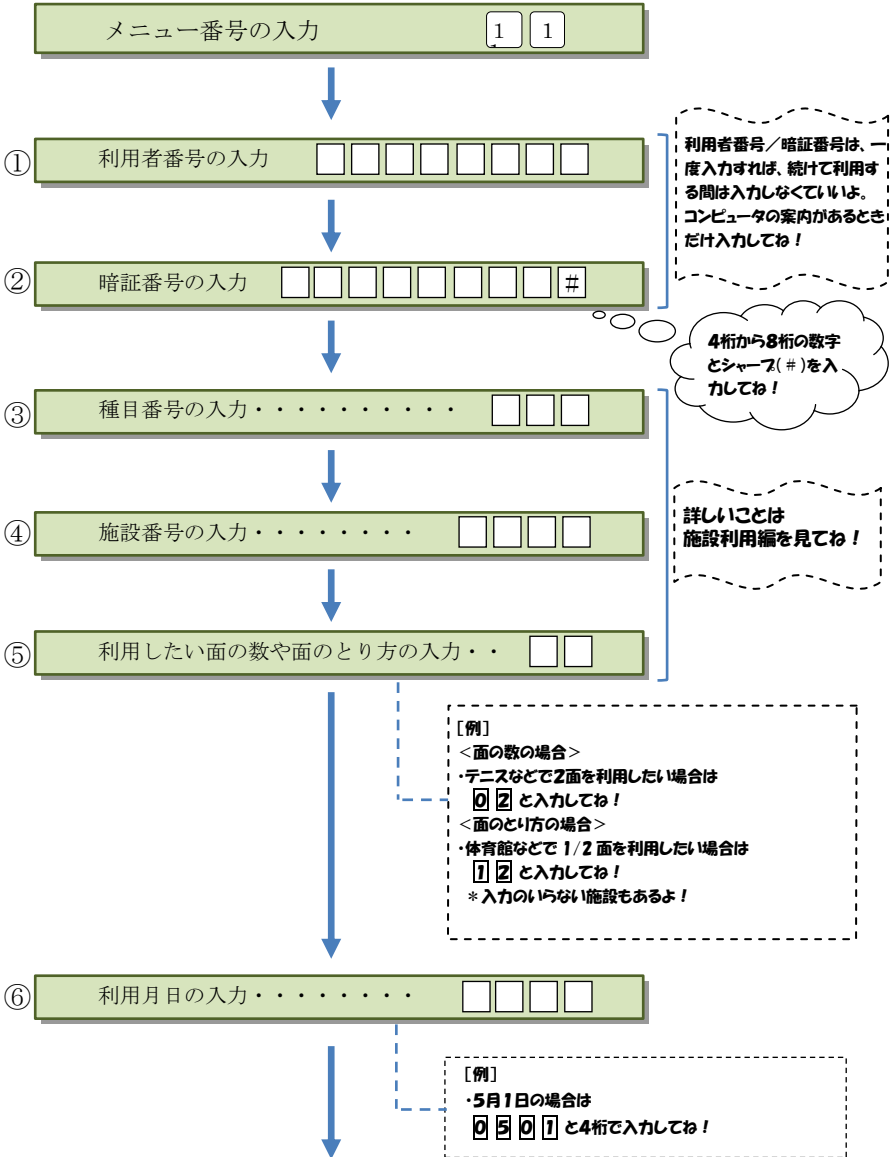 メニュー番号の入力 1 1
① 利用者番号の入力
利用者番号／暗証番号は、一
度入力すれば、続けて利用す
る間は入力しなくていいよ。
コンピュータの案内があるとき
だけ入力してね！
② 暗証番号の入力 #
4桁から8桁の数字
とシャープ(#)を入
力してね！
③ 種目番号の入力・・・・・・・・・・
④ 施設番号の入力・・・・・・・・
詳しいことは
施設利用編を見てね！
⑤ 利用したい面の数や面のとり方の入力・・
［例］
＜面の数の場合＞
・テニスなどで2面を利用したい場合は
0 2 と入力してね！
＜面のとり方の場合＞
・体育館などで 1/2 面を利用したい場合は
1 2 と入力してね！
＊入力のいらない施設もあるよ！
⑥ 利用月日の入力・・・・・・・・
［例］
・5月1日の場合は
0 5 0 1 と4桁で入力してね！